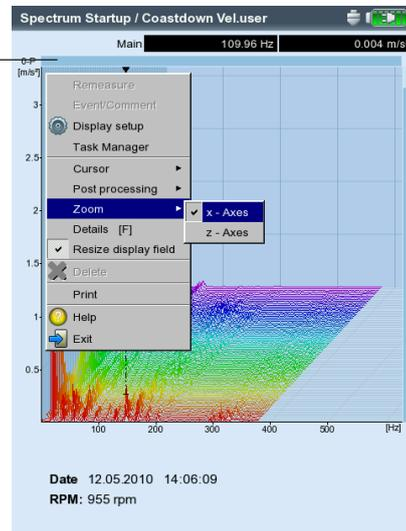 Spectrum Startup / Coastdown Vel.user
Main 109.96 Hz 0.004 m/s
0-P
[m/s²]
Remeasure
Event/Comment
3
Display setup
Task Manager
2.5
Cursor
Post processing
2
Zoom
x - Axes
Details [F]
z - Axes
Resize display field
1.5
Delete
Print
1
Help
Exit
0.5
100 200 300 400 500 [Hz]
Date 12.05.2010 14:06:09
RPM: 955 rpm